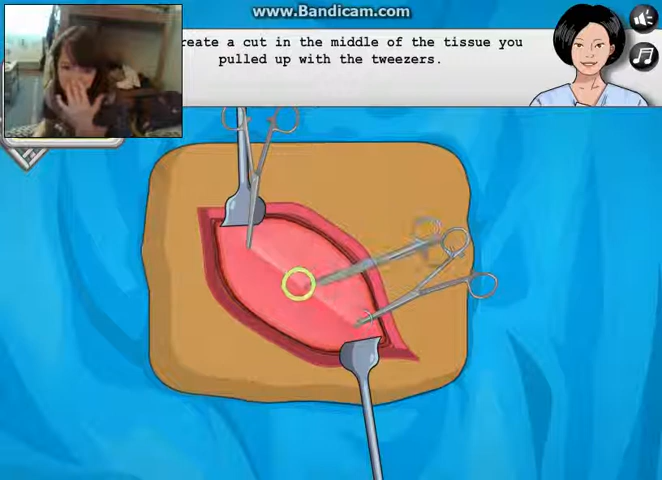 www.Bandicam.com
reate a cut in the middle of the tissue you
pulled up with the tweezers.